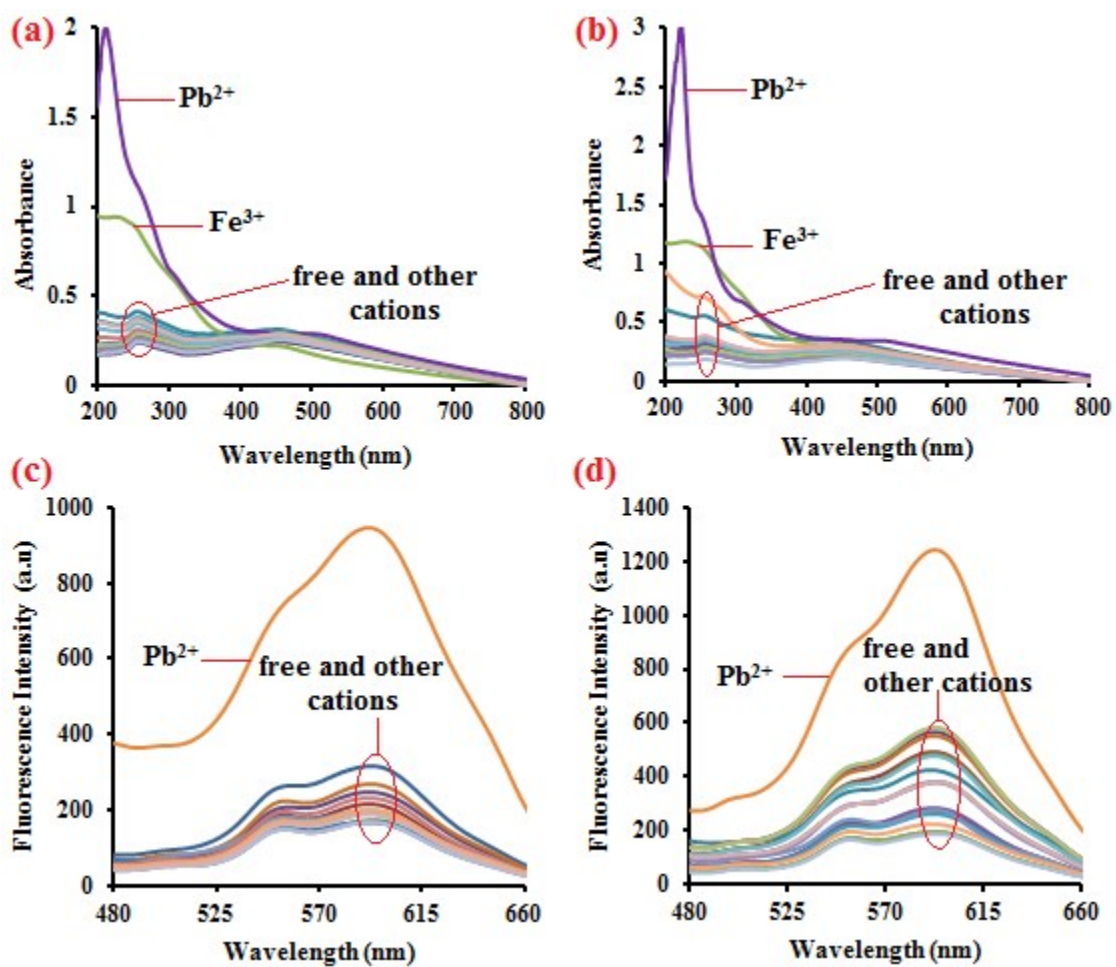 (a)
2
1.5
1
0.5
0
Absorbance
Pb²⁺
Fe³⁺
free and other
cations
200 300 400 500 600 700 800
Wavelength (nm)
(b)
3
2.5
2
1.5
1
0.5
0
Absorbance
Pb²⁺
Fe³⁺
free and other
cations
200 300 400 500 600 700 800
Wavelength (nm)
(c)
1000
800
600
400
200
0
Fluorescence Intensity (a.u)
Pb²⁺
free and other
cations
480 525 570 615 660
Wavelength (nm)
(d)
1400
1200
1000
800
600
400
200
0
Fluorescence Intensity (a.u)
Pb²⁺
free and
other cations
480 525 570 615 660
Wavelength (nm)